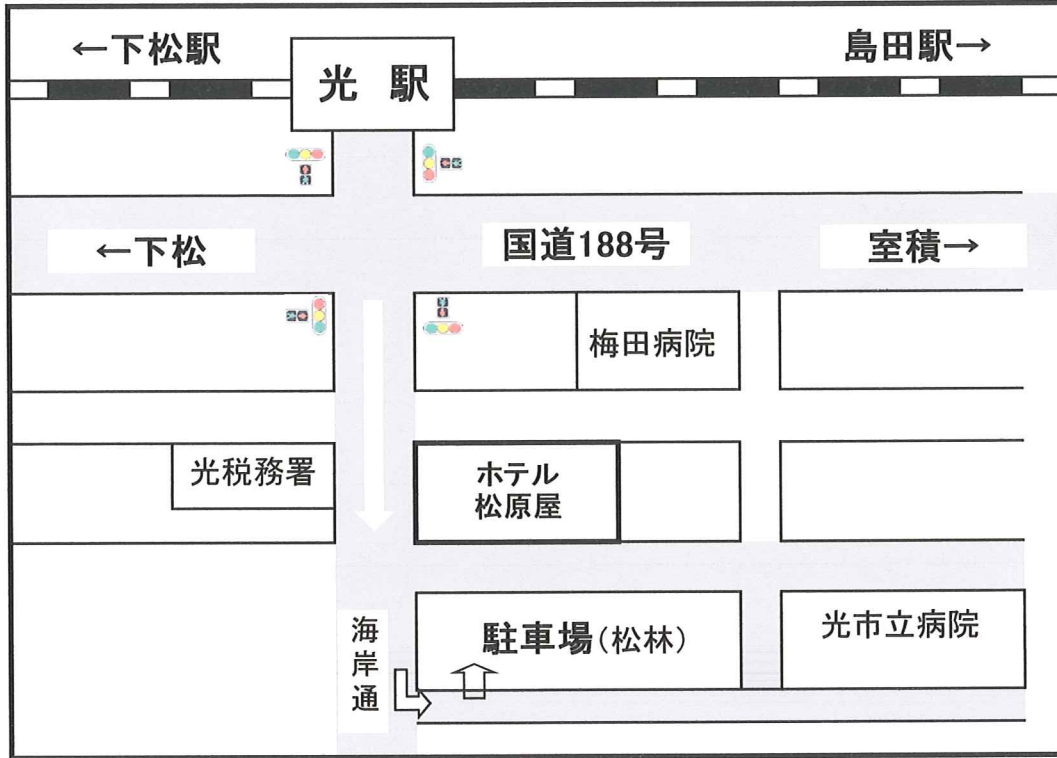 ←下松駅
島田駅→
光 駅
←下松
国道188号
室積→
梅田病院
光税務署
ホテル
松原屋
海岸通
駐車場(松林)
光市立病院